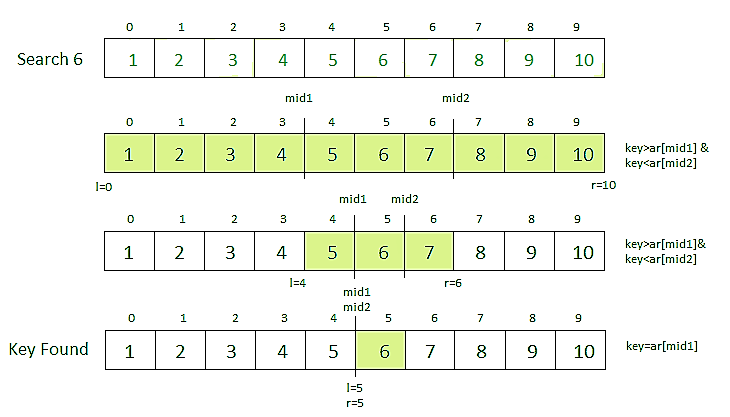 0 1 2 3 4 5 6 7 8 9
Search 6 1 2 3 4 5 6 7 8 9 10
mid1 mid2
0 1 2 3 4 5 6 7 8 9
1 2 3 4 5 6 7 8 9 10 key>ar[mid1] &
key<ar[mid2]
l=0 r=10
mid1 mid2
0 1 2 3 4 5 6 7 8 9
1 2 3 4 5 6 7 8 9 10 key>ar[mid1]&
key<ar[mid2]
l=4 r=6
mid1
mid2
0 1 2 3 4 5 6 7 8 9
Key Found 1 2 3 4 5 6 7 8 9 10 key=ar[mid1]
l=5
r=5